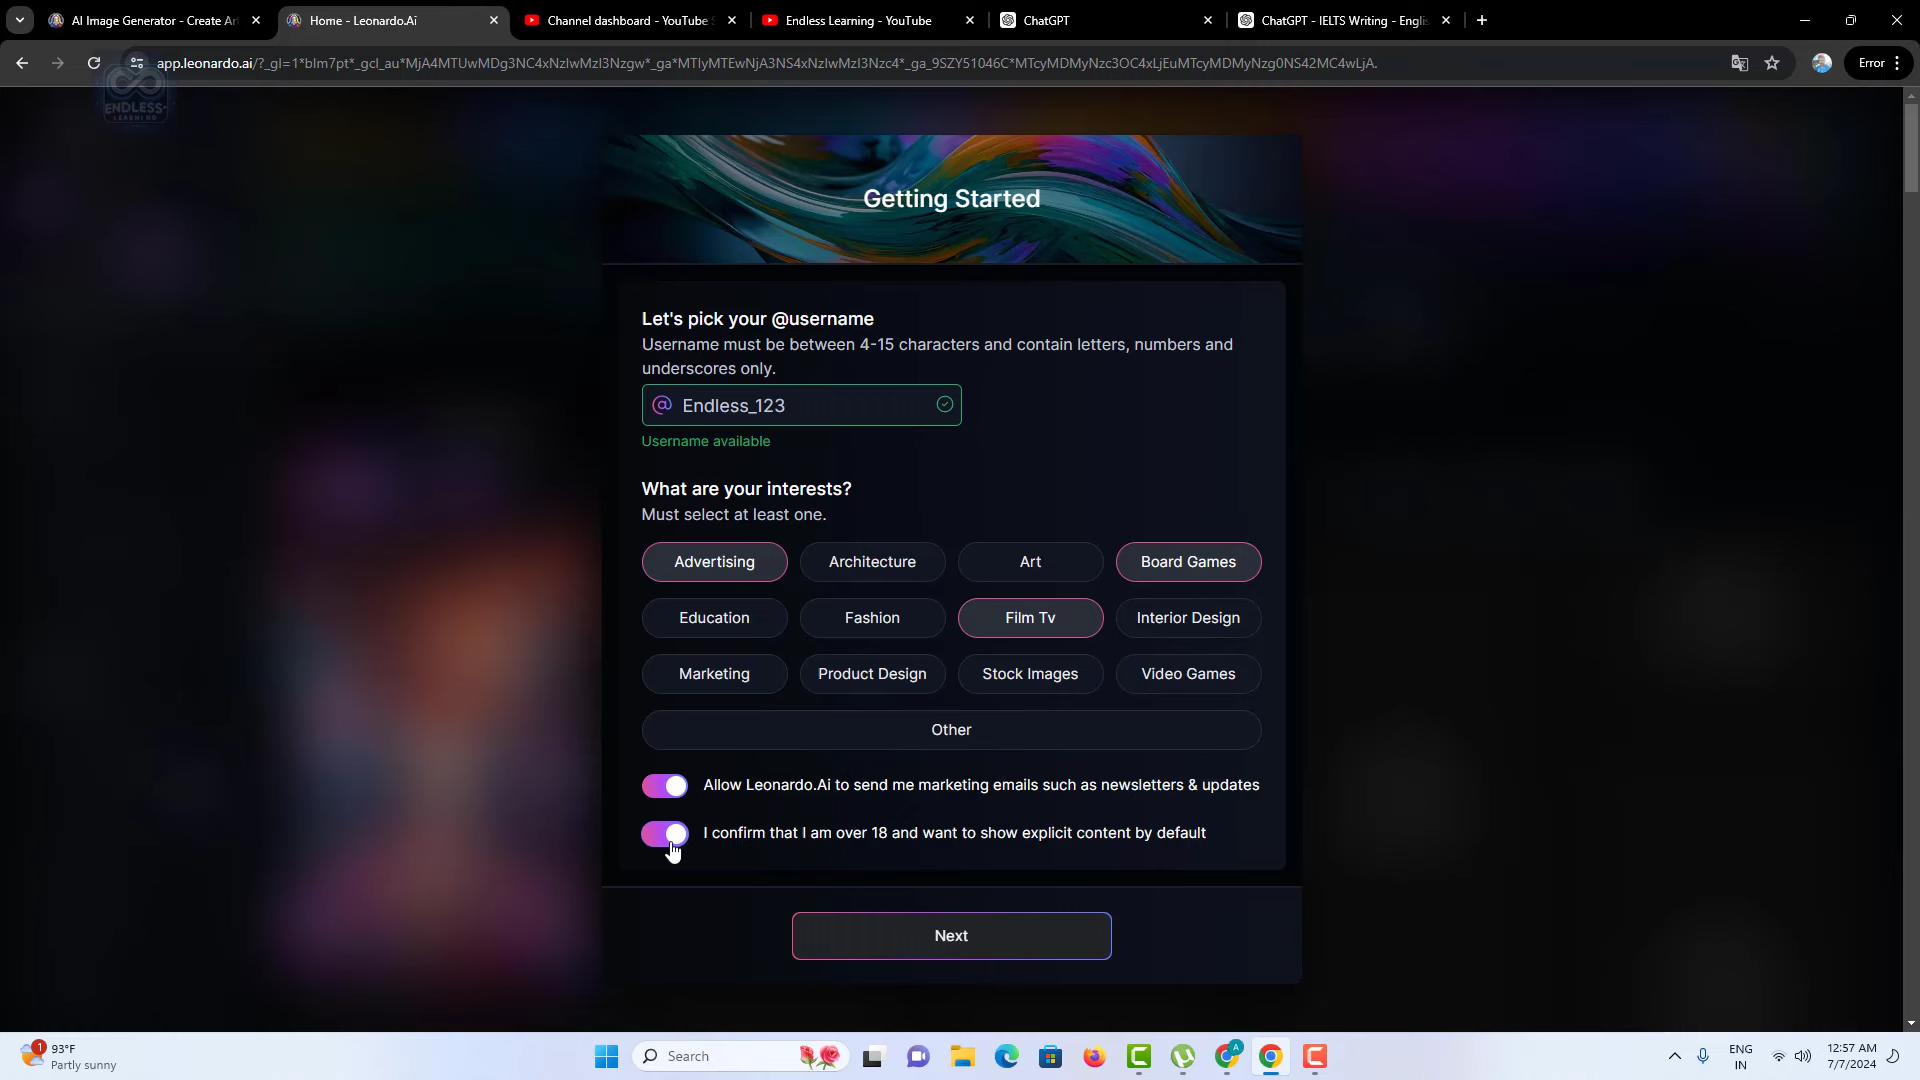 AI Image Generator - Create Ar
Home - Leonardo.Ai
Channel dashboard - YouTube S
Endless Learning - YouTube
ChatGPT
ChatGPT - IELTS Writing - Englis
app.leonardo.ai/?_gl=1*blm7pt*_gcl_au*MjA4MTUwMDg3NC4xNzIwMzI3Nzgw*_ga*MTIyMTEwNjA3NS4xNzIwMzI3Nzc4*_ga_9SZY51046C*MTcyMDMyNzc3OC4xLjEuMTcyMDMyNzg0NS42MC4wLjA.
Error
ENDLESS
LEARNING
Getting Started
Let's pick your @username
Username must be between 4-15 characters and contain letters, numbers and
underscores only.
@ Endless_123
Username available
What are your interests?
Must select at least one.
Advertising Architecture Art Board Games
Education Fashion Film Tv Interior Design
Marketing Product Design Stock Images Video Games
Other
Allow Leonardo.Ai to send me marketing emails such as newsletters & updates
I confirm that I am over 18 and want to show explicit content by default
Next
1
93°F
Partly sunny
Search
A
ENG
IN
12:57 AM
7/7/2024